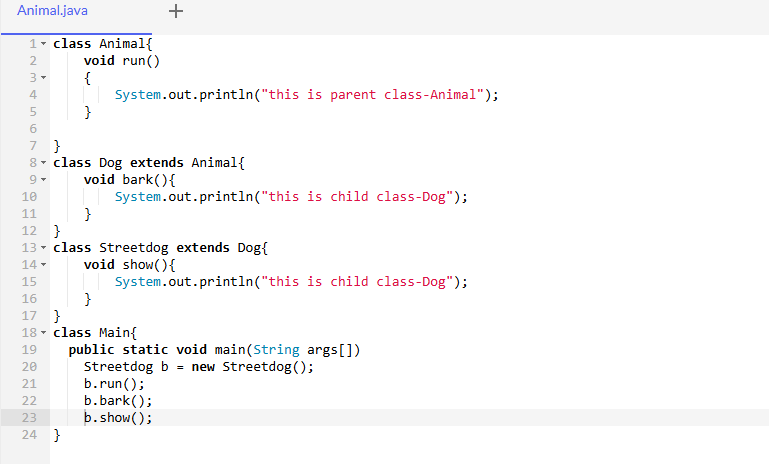 Animal.java +
1 class Animal{
2 void run()
3 {
4 System.out.println("this is parent class-Animal");
5 }
6
7 }
8 class Dog extends Animal{
9 void bark(){
10 System.out.println("this is child class-Dog");
11 }
12 }
13 class Streetdog extends Dog{
14 void show(){
15 System.out.println("this is child class-Dog");
16 }
17 }
18 class Main{
19 public static void main(String args[])
20 Streetdog b = new Streetdog();
21 b.run();
22 b.bark();
23 b.show();
24 }